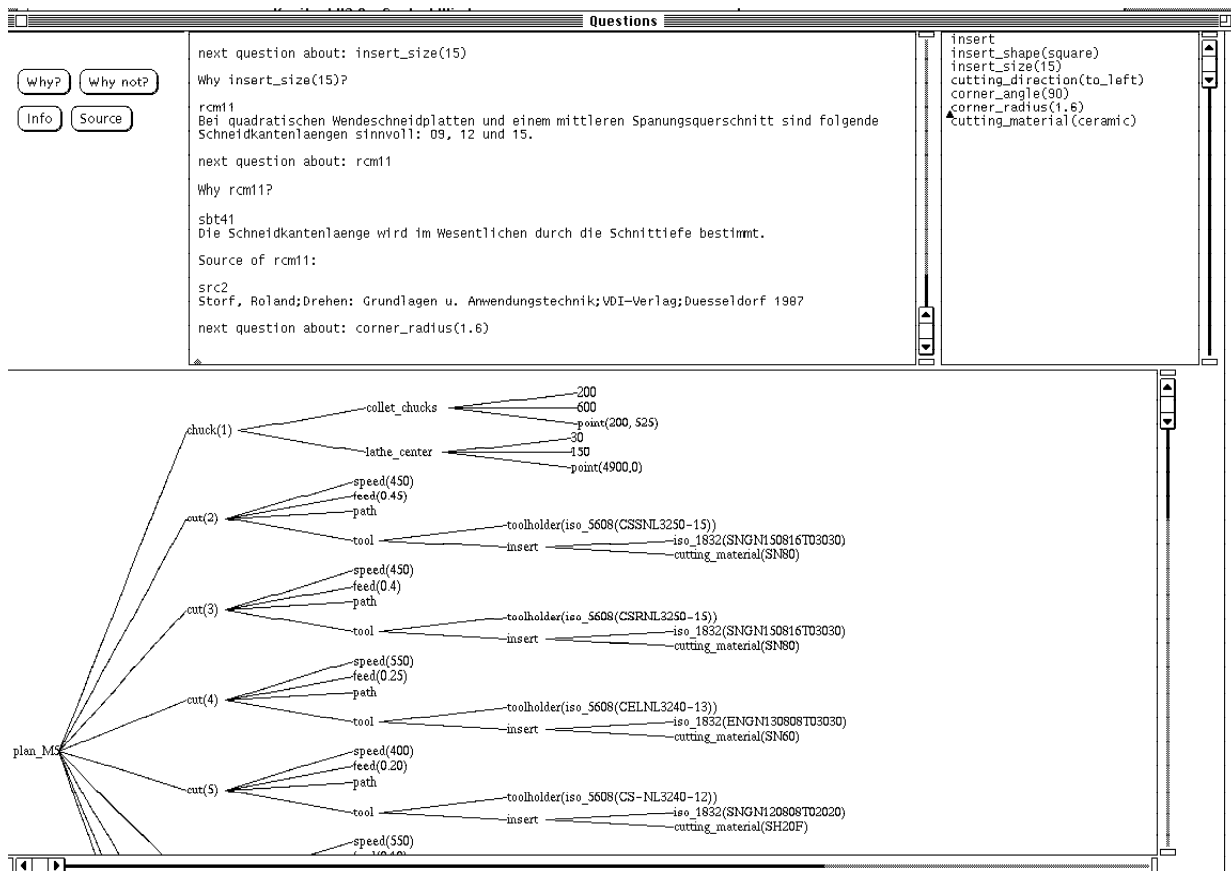 Questions
Why?
Why not?
Info
Source
next question about: insert_size(15)
Why insert_size(15)?
rcm11
Bei quadratischen Wendeschneidplatten und einem mittleren Spanungsquerschnitt sind folgende
Schneidkantenlaengen sinnvoll: 09, 12 und 15.
next question about: rcm11
Why rcm11?
sbt41
Die Schneidkantenlaenge wird im Wesentlichen durch die Schnittiefe bestimmt.
Source of rcm11:
src2
Storf, Roland;Drehen: Grundlagen u. Anwendungstechnik;VDI-Verlag;Duesseldorf 1987
next question about: corner_radius(1.6)
insert
insert_shape(square)
insert_size(15)
cutting_direction(to_left)
corner_angle(90)
corner_radius(1.6)
cutting_material(ceramic)
plan_MS
chuck(1)
collet_chucks
200
600
point(200, 525)
lathe_center
30
150
point(4900,0)
cut(2)
speed(450)
feed(0.45)
path
tool
toolholder(iso_5608(CSSNL3250-15))
insert
iso_1832(SNGN150816T03030)
cutting_material(SN80)
cut(3)
speed(450)
feed(0.4)
path
tool
toolholder(iso_5608(CSRNL3250-15))
insert
iso_1832(SNGN150816T03030)
cutting_material(SN80)
cut(4)
speed(550)
feed(0.25)
path
tool
toolholder(iso_5608(CELNL3240-13))
insert
iso_1832(ENGN130808T03030)
cutting_material(SN60)
cut(5)
speed(400)
feed(0.20)
path
tool
toolholder(iso_5608(CS-NL3240-12))
insert
iso_1832(SNGN120808T02020)
cutting_material(SH20F)
speed(550)